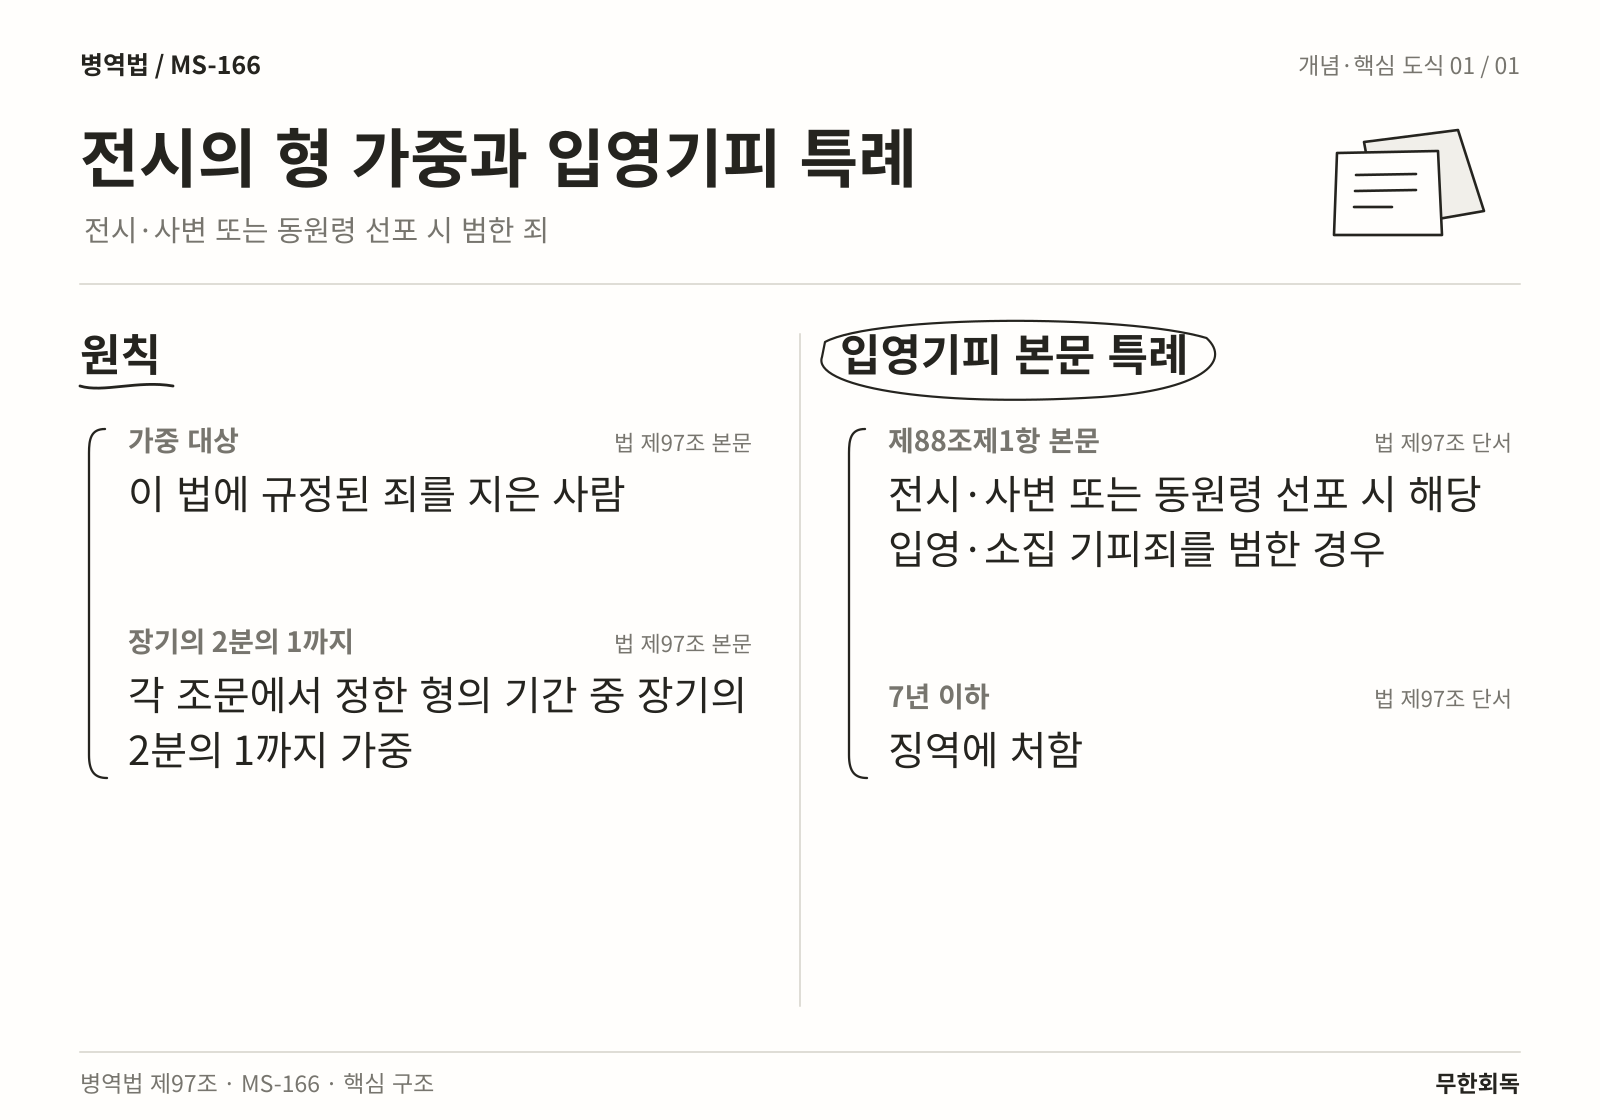 병역법 / MS-166
개념·핵심 도식 01 / 01
전시의 형 가중과 입영기피 특례
전시·사변 또는 동원령 선포 시 범한 죄
원칙
가중 대상
법 제97조 본문
이 법에 규정된 죄를 지은 사람
장기의 2분의 1까지
법 제97조 본문
각 조문에서 정한 형의 기간 중 장기의
2분의 1까지 가중
입영기피 본문 특례
제88조제1항 본문
법 제97조 단서
전시·사변 또는 동원령 선포 시 해당
입영·소집 기피죄를 범한 경우
7년 이하
법 제97조 단서
징역에 처함
병역법 제97조 · MS-166 · 핵심 구조
무한회독